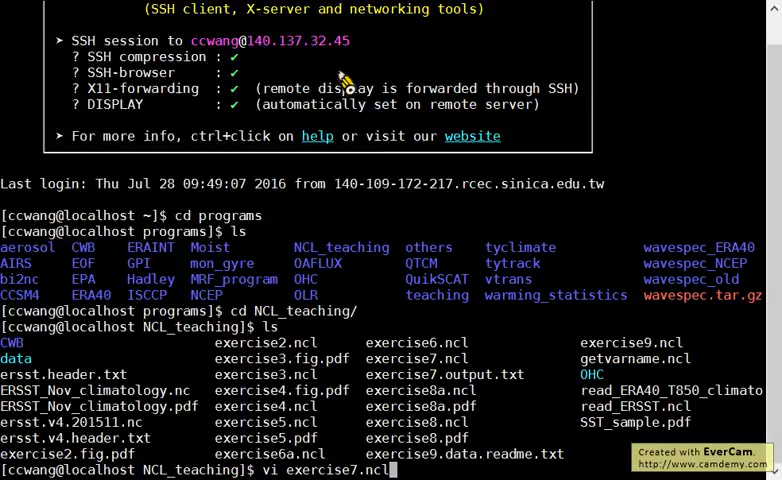 (SSH client, X-server and networking tools)
➤ SSH session to ccwang@140.137.32.45
? SSH compression : ✔
? SSH-browser : ✔
? X11-forwarding : ✔ (remote display is forwarded through SSH)
? DISPLAY : ✔ (automatically set on remote server)
➤ For more info, ctrl+click on help or visit our website
Last login: Thu Jul 28 09:49:07 2016 from 140-109-172-217.rcec.sinica.edu.tw
[ccwang@localhost ~]$ cd programs
[ccwang@localhost programs]$ ls
aerosol CWB ERAINT Moist NCL_teaching others tyclimate wavespec_ERA40
AIRS EOF GPI mon_gyre OAFLUX QTCM tytrack wavespec_NCEP
bi2nc EPA Hadley MRF_program OHC QuikSCAT vtrans wavespec_old
CCSM4 ERA40 ISCCP NCEP OLR teaching warming_statistics wavespec.tar.gz
[ccwang@localhost programs]$ cd NCL_teaching/
[ccwang@localhost NCL_teaching]$ ls
CWB exercise2.ncl exercise6.ncl exercise9.ncl
data exercise3.fig.pdf exercise7.ncl getvarname.ncl
ersst.header.txt exercise3.ncl exercise7.output.txt OHC
ERSST_Nov_climatology.nc exercise4.fig.pdf exercise8a.ncl read_ERA40_T850_climato
ERSST_Nov_climatology.pdf exercise4.ncl exercise8a.pdf read_ERSST.ncl
ersst.v4.201511.nc exercise5.ncl exercise8.ncl SST_sample.pdf
ersst.v4.header.txt exercise5.pdf exercise8.pdf
exercise2.fig.pdf exercise6a.ncl exercise9.data.readme.txt
[ccwang@localhost NCL_teaching]$ vi exercise7.ncl
Created with EverCam.
http://www.camdemy.com